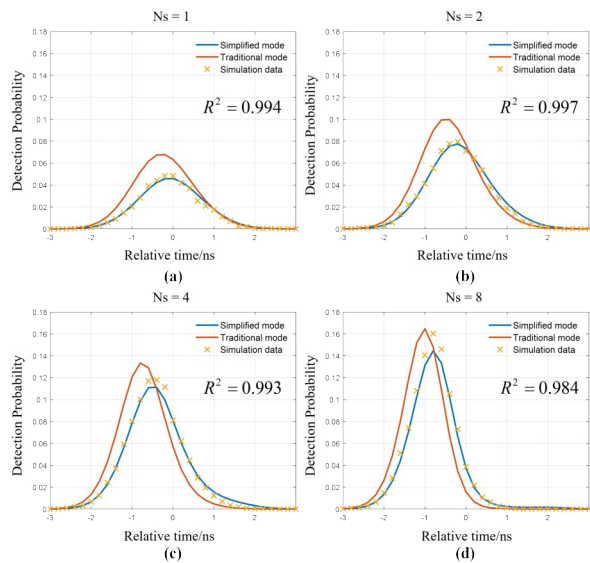 Ns = 1
Detection Probability
0.18
0.16
0.14
0.12
0.1
0.08
0.06
0.04
0.02
0
Simplified mode
Traditional mode
Simulation data
R² = 0.994
-3 -2 -1 0 1 2
Relative time/ns
(a)
Ns = 2
Detection Probability
0.18
0.16
0.14
0.12
0.1
0.08
0.06
0.04
0.02
0
Simplified mode
Traditional mode
Simulation data
R² = 0.997
-3 -2 -1 0 1 2 3
Relative time/ns
(b)
Ns = 4
Detection Probability
0.18
0.16
0.14
0.12
0.1
0.08
0.06
0.04
0.02
0
Simplified mode
Traditional mode
Simulation data
R² = 0.993
-3 -2 -1 0 1 2
Relative time/ns
(c)
Ns = 8
Detection Probability
0.18
0.16
0.14
0.12
0.1
0.08
0.06
0.04
0.02
0
Simplified mode
Traditional mode
Simulation data
R² = 0.984
-3 -2 -1 0 1 2 3
Relative time/ns
(d)